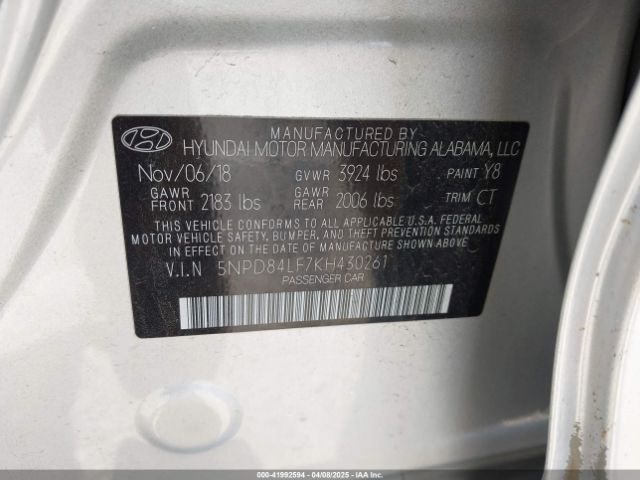 MANUFACTURED BY
HYUNDAI MOTOR MANUFACTURING ALABAMA, LLC
Nov/06/18 GVWR 3924 lbs PAINT Y8
GAWR FRONT 2183 lbs GAWR REAR 2006 lbs TRIM CT
THIS VEHICLE CONFORMS TO ALL APPLICABLE U.S.A. FEDERAL
MOTOR VEHICLE SAFETY, BUMPER, AND THEFT PREVENTION STANDARDS
IN EFFECT ON THE DATE OF MANUFACTURE SHOWN ABOVE.
V.I.N 5NPD84LF7KH430261
PASSENGER CAR
000-41992594 04/08/2025 IAA Inc.